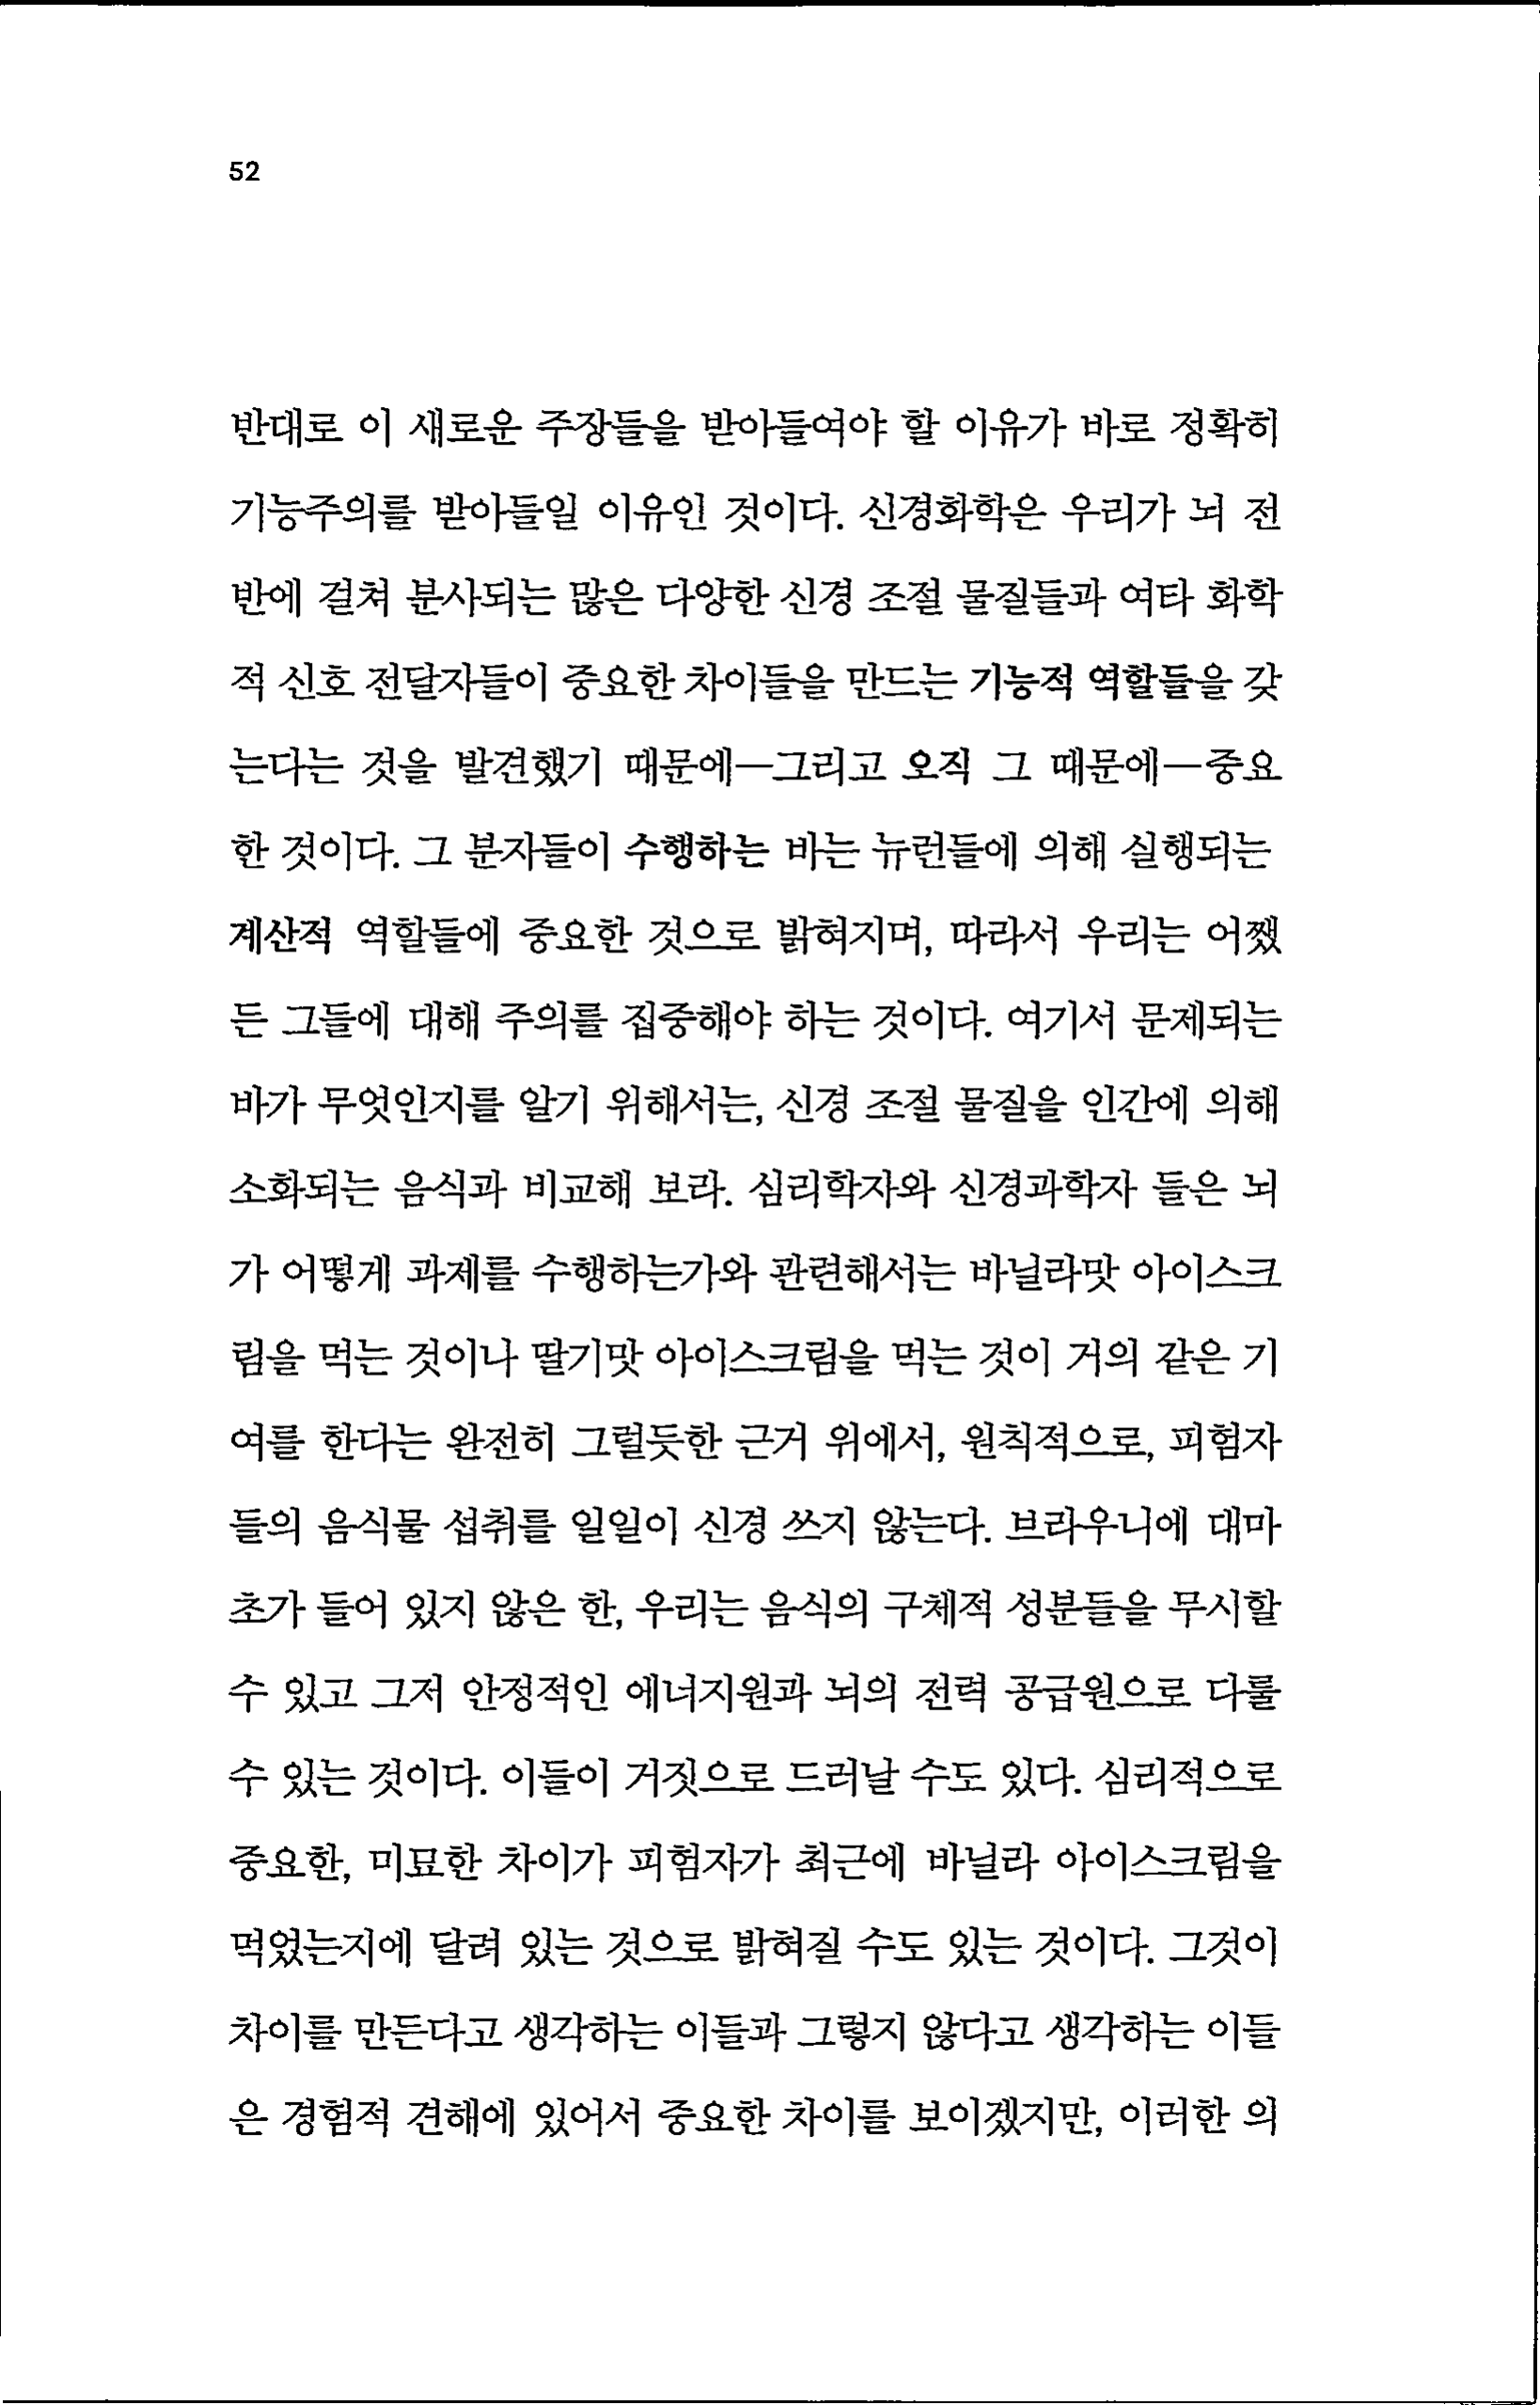 52
반대로 이 새로운 주장들을 받아들여야 할 이유가 바로 정확히
기능주의를 받아들일 이유인 것이다. 신경화학은 우리가 뇌 전
반에 걸쳐 분사되는 많은 다양한 신경 조절 물질들과 여타 화학
적 신호 전달자들이 중요한 차이들을 만드는 기능적 역할들을 갖
는다는 것을 발견했기 때문에—그리고 오직 그 때문에—중요
한 것이다. 그 분자들이 수행하는 바는 뉴런들에 의해 실행되는
계산적 역할들에 중요한 것으로 밝혀지며, 따라서 우리는 어쨌
든 그들에 대해 주의를 집중해야 하는 것이다. 여기서 문제되는
바가 무엇인지를 알기 위해서는, 신경 조절 물질을 인간에 의해
소화되는 음식과 비교해 보라. 심리학자와 신경과학자 들은 뇌
가 어떻게 과제를 수행하는가와 관련해서는 바닐라맛 아이스크
림을 먹는 것이나 딸기맛 아이스크림을 먹는 것이 거의 같은 기
여를 한다는 완전히 그럴듯한 근거 위에서, 원칙적으로, 피험자
들의 음식물 섭취를 일일이 신경 쓰지 않는다. 브라우니에 대마
초가 들어 있지 않은 한, 우리는 음식의 구체적 성분들을 무시할
수 있고 그저 안정적인 에너지원과 뇌의 전력 공급원으로 다룰
수 있는 것이다. 이들이 거짓으로 드러날 수도 있다. 심리적으로
중요한, 미묘한 차이가 피험자가 최근에 바닐라 아이스크림을
먹었는지에 달려 있는 것으로 밝혀질 수도 있는 것이다. 그것이
차이를 만든다고 생각하는 이들과 그렇지 않다고 생각하는 이들
은 경험적 견해에 있어서 중요한 차이를 보이겠지만, 이러한 의